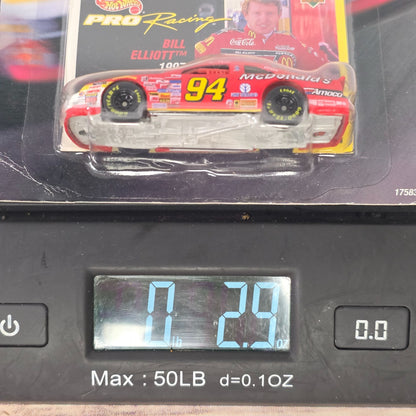 Hot Wheels
PRO Racing
BILL
ELLIOTT
1997
Coca-Cola
McDonald's
94
Amoco
17583
0 lb 2.9 oz
0.0
Max : 50LB d=0.1OZ